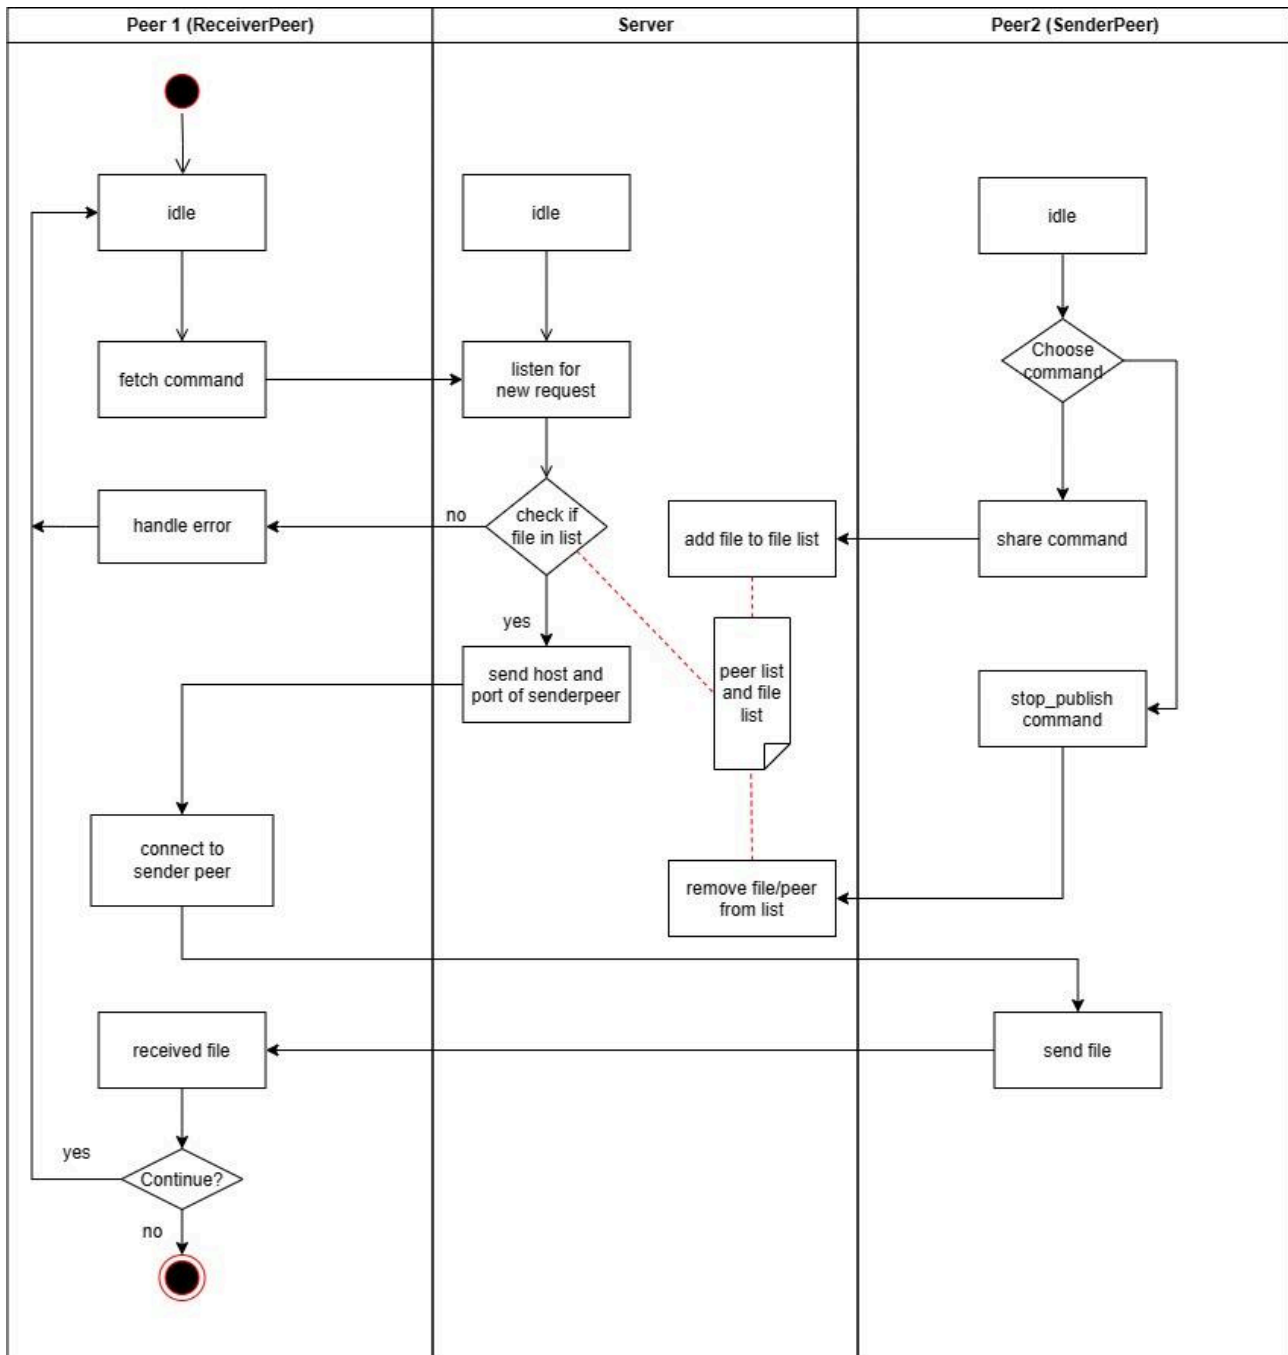 Peer 1 (ReceiverPeer)
Server
Peer2 (SenderPeer)
idle
idle
idle
fetch command
listen for
new request
Choose
command
handle error
no
check if
file in list
add file to file list
share command
yes
send host and
port of senderpeer
peer list
and file
list
stop_publish
command
connect to
sender peer
remove file/peer
from list
received file
send file
yes
Continue?
no